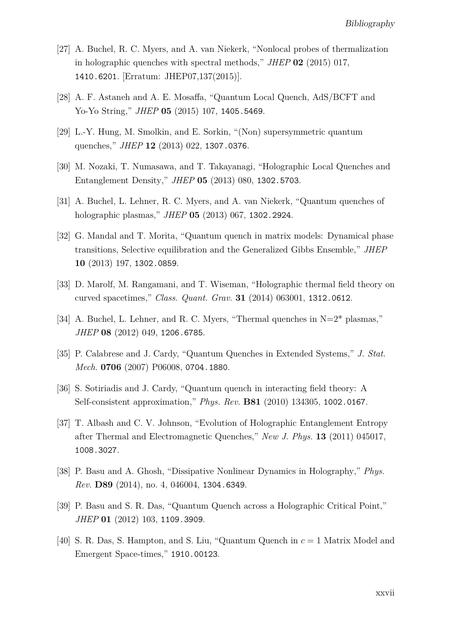 Bibliography
[27] A. Buchel, R. C. Myers, and A. van Niekerk, “Nonlocal probes of thermalization
in holographic quenches with spectral methods,” JHEP 02 (2015) 017,
1410.6201. [Erratum: JHEP07,137(2015)].
[28] A. F. Astaneh and A. E. Mosaffa, “Quantum Local Quench, AdS/BCFT and
Yo-Yo String,” JHEP 05 (2015) 107, 1405.5469.
[29] L.-Y. Hung, M. Smolkin, and E. Sorkin, “(Non) supersymmetric quantum
quenches,” JHEP 12 (2013) 022, 1307.0376.
[30] M. Nozaki, T. Numasawa, and T. Takayanagi, “Holographic Local Quenches and
Entanglement Density,” JHEP 05 (2013) 080, 1302.5703.
[31] A. Buchel, L. Lehner, R. C. Myers, and A. van Niekerk, “Quantum quenches of
holographic plasmas,” JHEP 05 (2013) 067, 1302.2924.
[32] G. Mandal and T. Morita, “Quantum quench in matrix models: Dynamical phase
transitions, Selective equilibration and the Generalized Gibbs Ensemble,” JHEP
10 (2013) 197, 1302.0859.
[33] D. Marolf, M. Rangamani, and T. Wiseman, “Holographic thermal field theory on
curved spacetimes,” Class. Quant. Grav. 31 (2014) 063001, 1312.0612.
[34] A. Buchel, L. Lehner, and R. C. Myers, “Thermal quenches in N=2* plasmas,”
JHEP 08 (2012) 049, 1206.6785.
[35] P. Calabrese and J. Cardy, “Quantum Quenches in Extended Systems,” J. Stat.
Mech. 0706 (2007) P06008, 0704.1880.
[36] S. Sotiriadis and J. Cardy, “Quantum quench in interacting field theory: A
Self-consistent approximation,” Phys. Rev. B81 (2010) 134305, 1002.0167.
[37] T. Albash and C. V. Johnson, “Evolution of Holographic Entanglement Entropy
after Thermal and Electromagnetic Quenches,” New J. Phys. 13 (2011) 045017,
1008.3027.
[38] P. Basu and A. Ghosh, “Dissipative Nonlinear Dynamics in Holography,” Phys.
Rev. D89 (2014), no. 4, 046004, 1304.6349.
[39] P. Basu and S. R. Das, “Quantum Quench across a Holographic Critical Point,”
JHEP 01 (2012) 103, 1109.3909.
[40] S. R. Das, S. Hampton, and S. Liu, “Quantum Quench in c = 1 Matrix Model and
Emergent Space-times,” 1910.00123.
xxvii